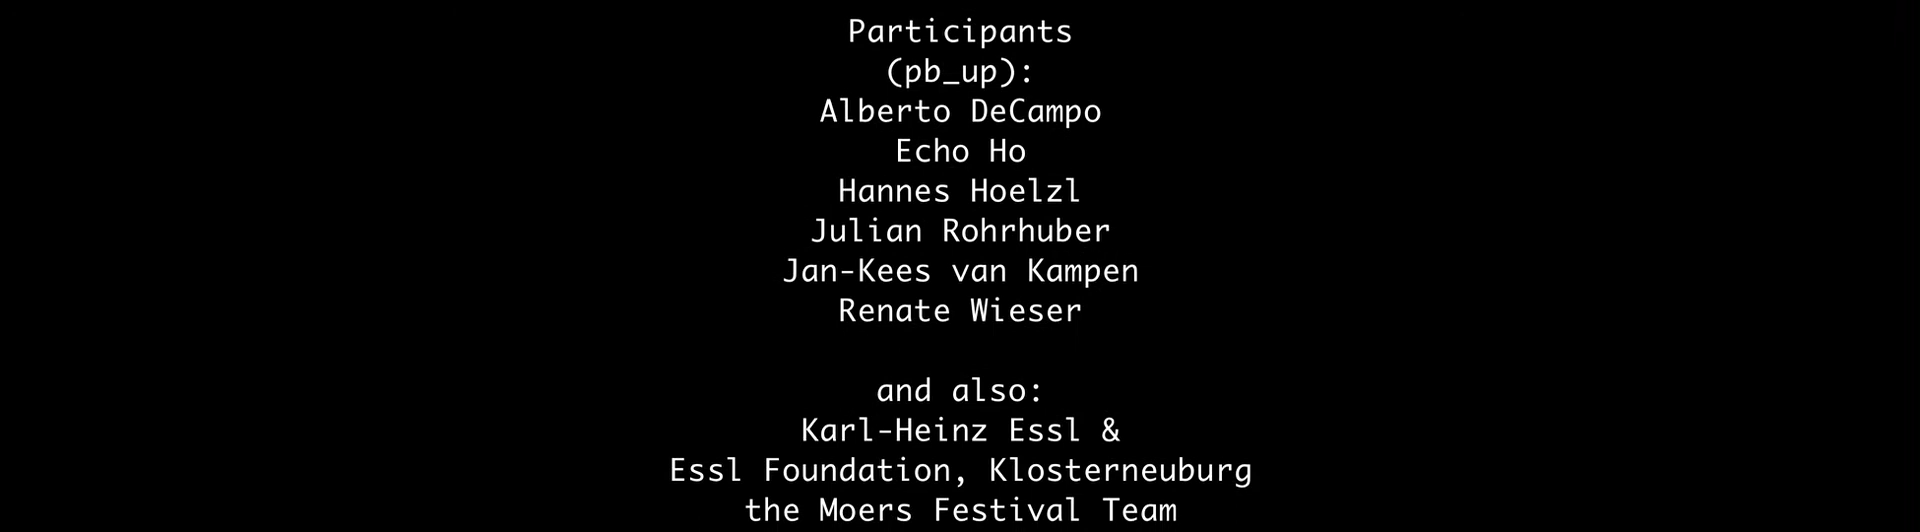 Participants
(pb_up):
Alberto DeCampo
Echo Ho
Hannes Hoelzl
Julian Rohrhuber
Jan-Kees van Kampen
Renate Wieser
and also:
Karl-Heinz Essl &
Essl Foundation, Klosterneuburg
the Moers Festival Team